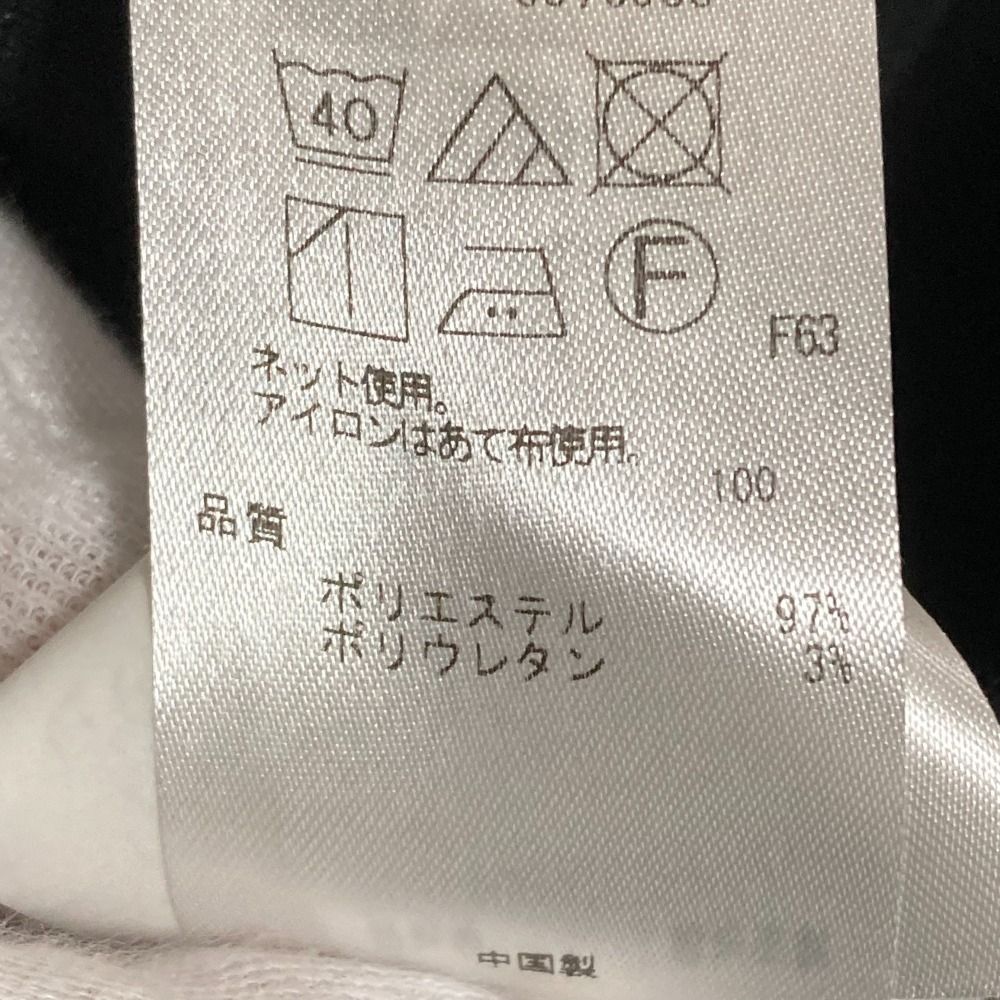 40
F
F63
ネット使用。
アイロンはあて布使用。
100
品質
ポリエステル 97%
ポリウレタン 3%
中国製